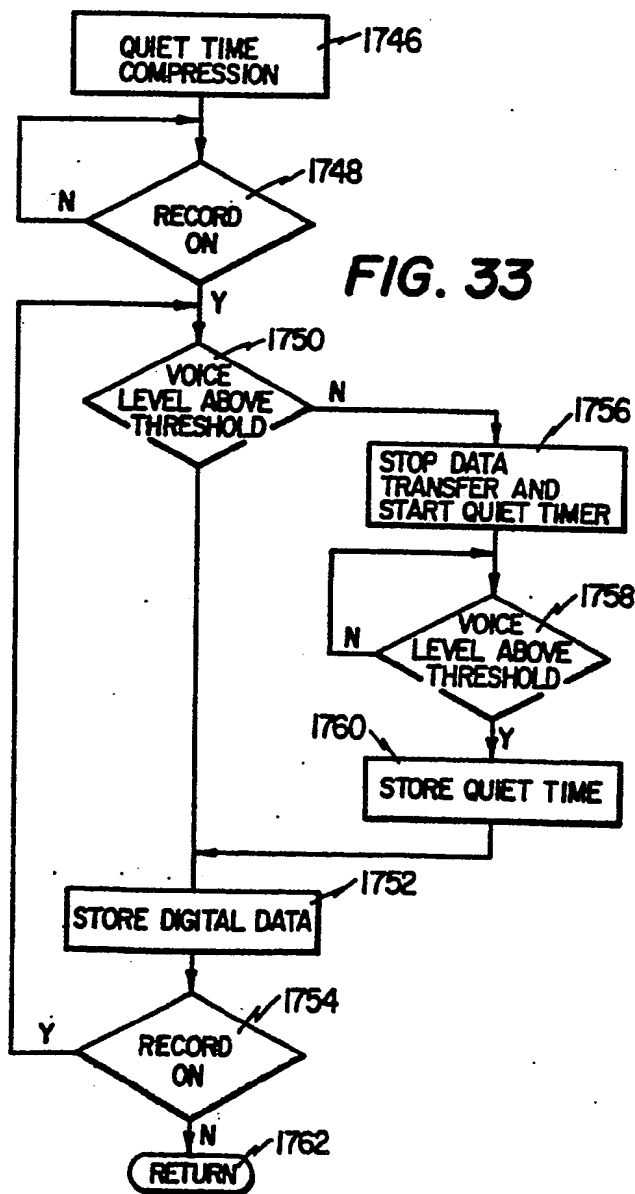 1746
QUIET TIME
COMPRESSION
1748
N
RECORD
ON
FIG. 33
Y
1750
VOICE
LEVEL ABOVE
THRESHOLD
N
1756
STOP DATA
TRANSFER AND
START QUIET TIMER
1758
VOICE
LEVEL ABOVE
THRESHOLD
N
1760
Y
STORE QUIET TIME
1752
STORE DIGITAL DATA
1754
Y
RECORD
ON
N
1762
RETURN